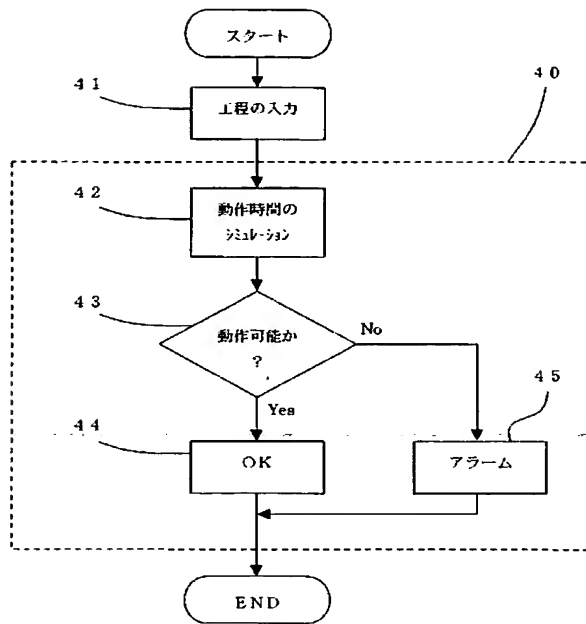 スタート
41
工程の入力
40
42
動作時間の
シミュレーション
43
動作可能か
?
No
Yes
45
44
OK
アラーム
END